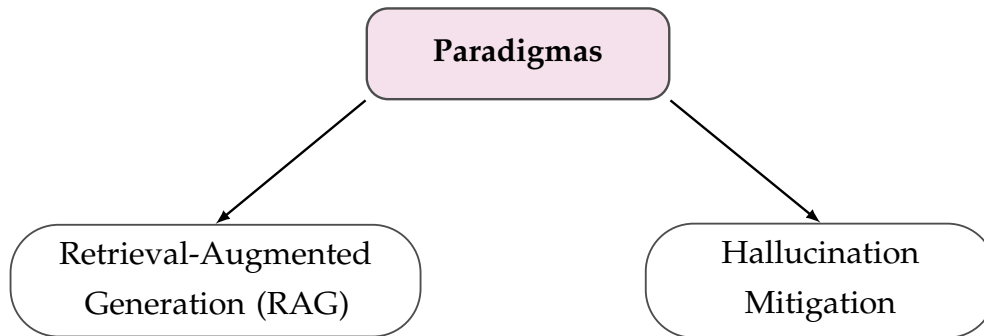 Paradigmas
Retrieval-Augmented
Generation (RAG)
Hallucination
Mitigation